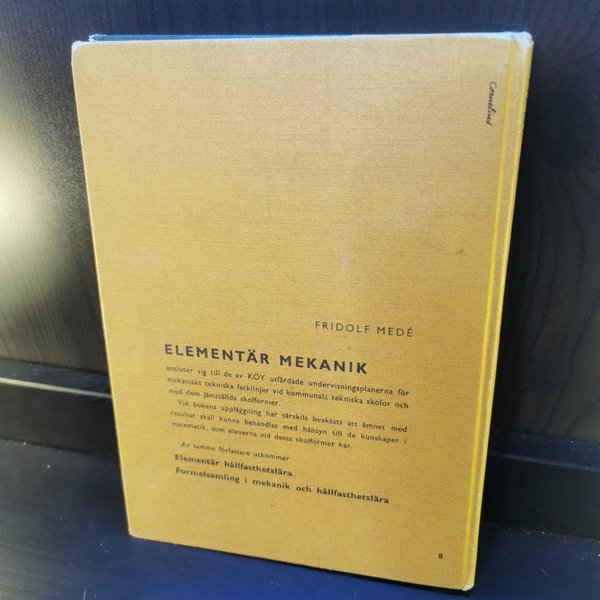 Cornelius
FRIDOLF MEDÉ
ELEMENTÄR MEKANIK
ansluter sig till de av KÖY utfärdade undervisningsplanerna för
mekaniskt tekniska facklinjer vid kommunala tekniska skolor och
med dem jämställda skolformer.
Vid bokens uppläggning har särskilt beaktats att ämnet med
resultat skall kunna behandlas med hänsyn till de kunskaper i
matematik, som eleverna vid dessa skolformer har.
Av samme författare utkommer
Elementär hållfasthetslära
Formelsamling i mekanik och hållfasthetslära
B